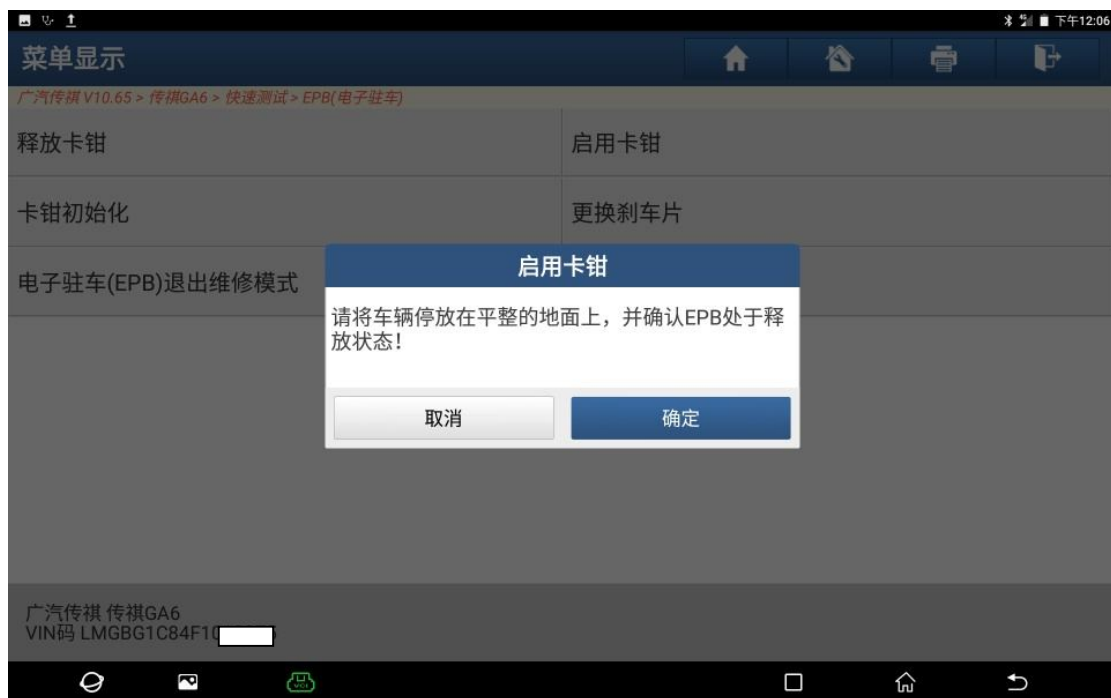 下午12:06
菜单显示
广汽传祺 V10.65 > 传祺GA6 > 快速测试 > EPB(电子驻车)
释放卡钳
启用卡钳
卡钳初始化
更换刹车片
电子驻车(EPB)退出维修模式
启用卡钳
请将车辆停放在平整的地面上，并确认EPB处于释
放状态！
取消
确定
广汽传祺 传祺GA6
VIN码 LMGBG1C84F1
VCI